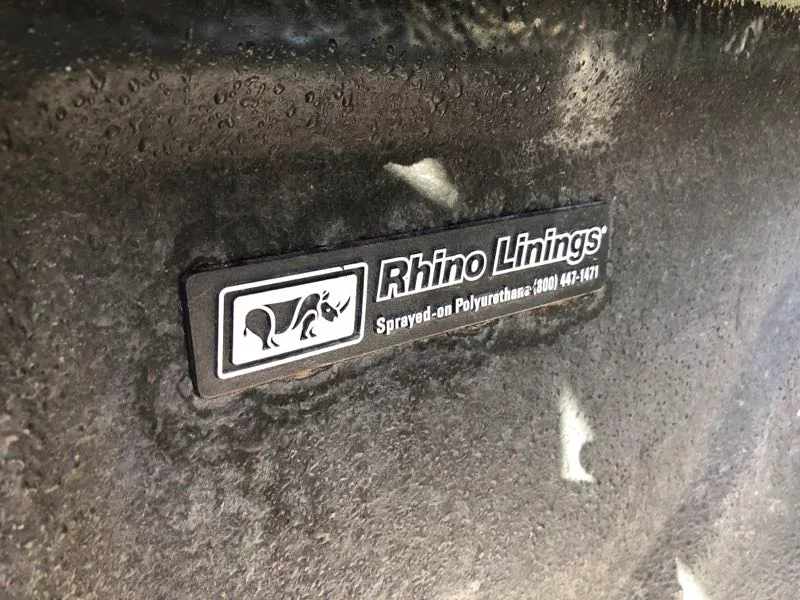 Rhino Linings®
Sprayed-on Polyurethane (800) 447-1471